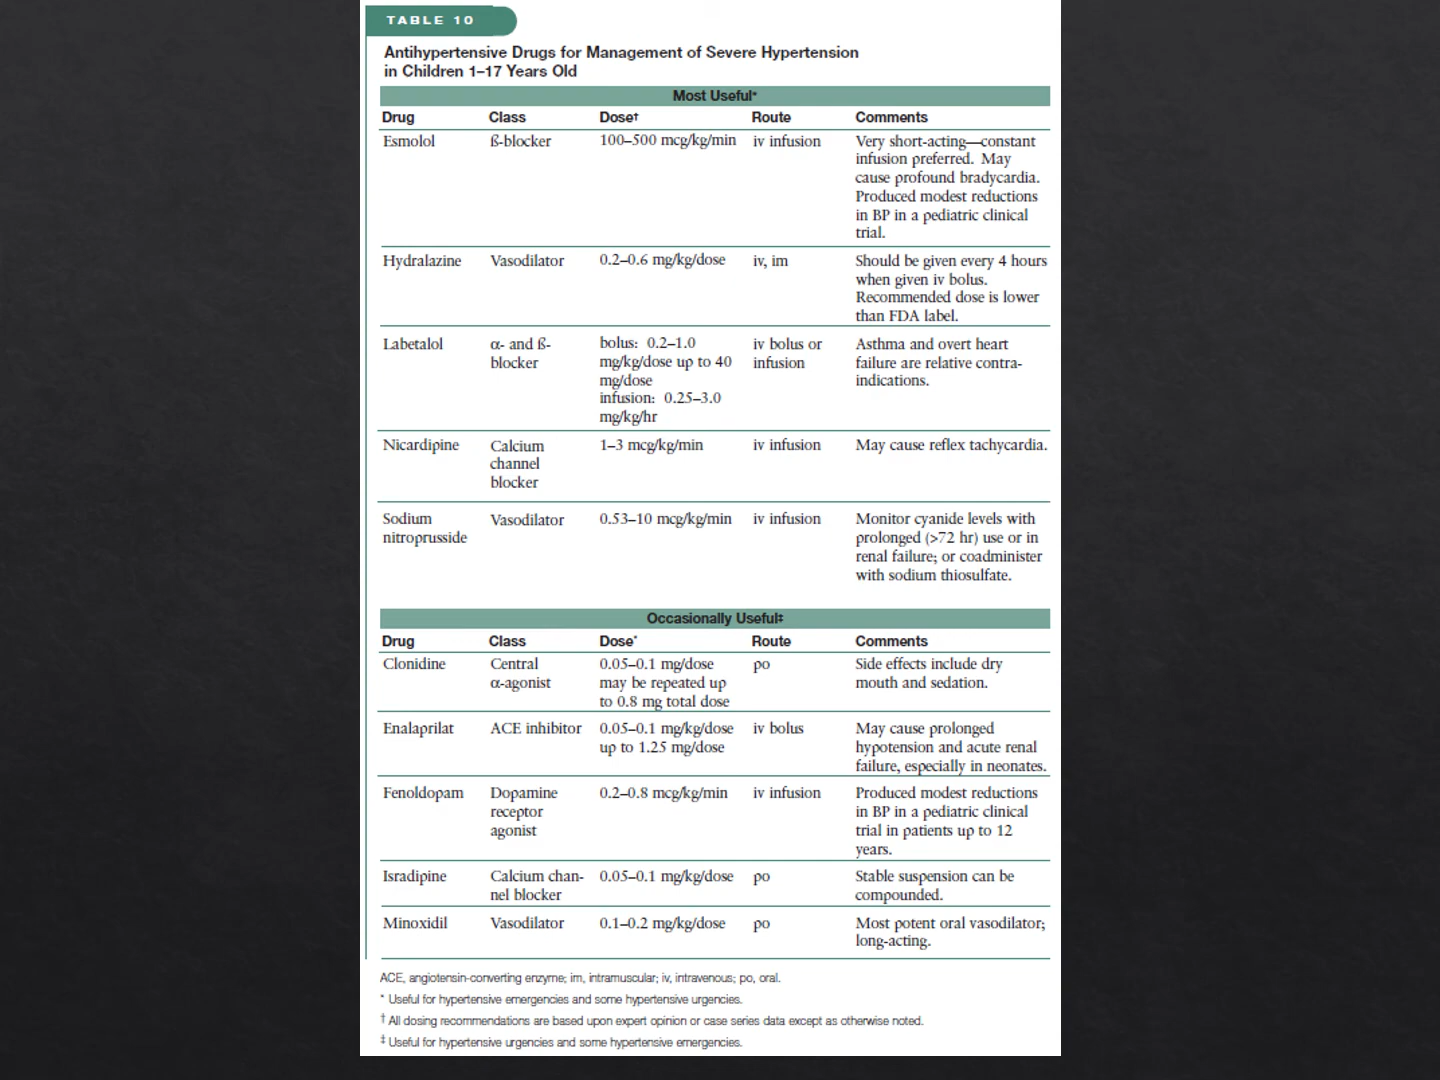 TABLE 10
Antihypertensive Drugs for Management of Severe Hypertension
in Children 1–17 Years Old
Most Useful*
Drug Class Dose† Route Comments
Esmolol ß-blocker 100–500 mcg/kg/min iv infusion Very short-acting—constant
infusion preferred. May
cause profound bradycardia.
Produced modest reductions
in BP in a pediatric clinical
trial.
Hydralazine Vasodilator 0.2–0.6 mg/kg/dose iv, im Should be given every 4 hours
when given iv bolus.
Recommended dose is lower
than FDA label.
Labetalol α- and ß- bolus: 0.2–1.0 iv bolus or Asthma and overt heart
blocker mg/kg/dose up to 40 infusion failure are relative contra-
mg/dose indications.
infusion: 0.25–3.0
mg/kg/hr
Nicardipine Calcium 1–3 mcg/kg/min iv infusion May cause reflex tachycardia.
channel
blocker
Sodium Vasodilator 0.53–10 mcg/kg/min iv infusion Monitor cyanide levels with
nitroprusside prolonged (>72 hr) use or in
renal failure; or coadminister
with sodium thiosulfate.
Occasionally Useful‡
Drug Class Dose* Route Comments
Clonidine Central 0.05–0.1 mg/dose po Side effects include dry
α-agonist may be repeated up mouth and sedation.
to 0.8 mg total dose
Enalaprilat ACE inhibitor 0.05–0.1 mg/kg/dose iv bolus May cause prolonged
up to 1.25 mg/dose hypotension and acute renal
failure, especially in neonates.
Fenoldopam Dopamine 0.2–0.8 mcg/kg/min iv infusion Produced modest reductions
receptor in BP in a pediatric clinical
agonist trial in patients up to 12
years.
Isradipine Calcium chan- 0.05–0.1 mg/kg/dose po Stable suspension can be
nel blocker compounded.
Minoxidil Vasodilator 0.1–0.2 mg/kg/dose po Most potent oral vasodilator;
long-acting.
ACE, angiotensin-converting enzyme; im, intramuscular; iv, intravenous; po, oral.
* Useful for hypertensive emergencies and some hypertensive urgencies.
† All dosing recommendations are based upon expert opinion or case series data except as otherwise noted.
‡ Useful for hypertensive urgencies and some hypertensive emergencies.